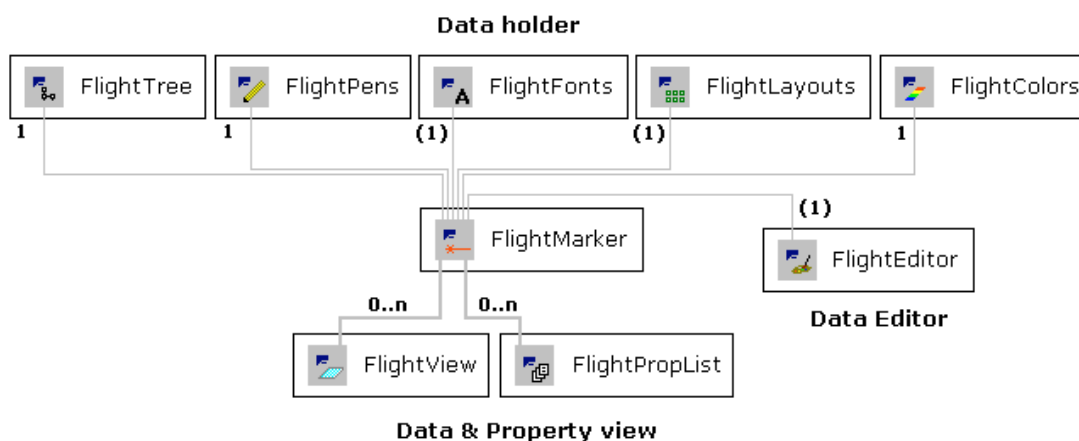 Data holder
FlightTree FlightPens FlightFonts FlightLayouts FlightColors
1 1 (1) (1) 1
(1)
FlightMarker
FlightEditor
0..n 0..n
Data Editor
FlightView FlightPropList
Data & Property view